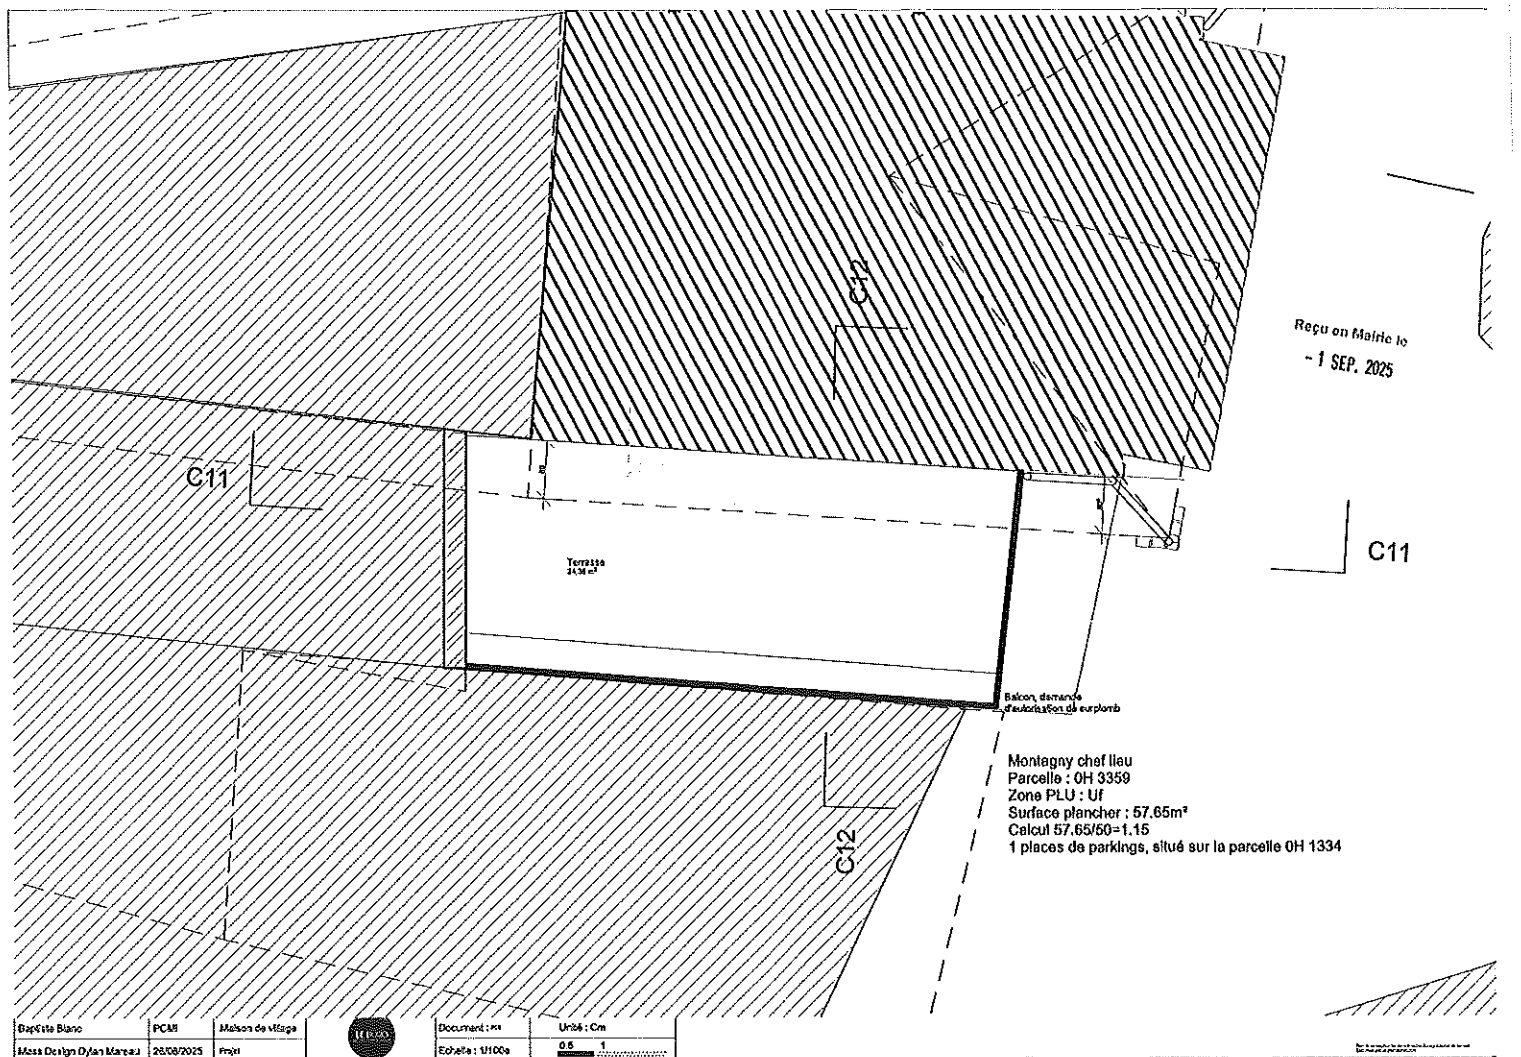 C12
Reçu en Mairie le
- 1 SEP. 2025
C11
C11
Terrasse
Balcon, demande
d'autorisation de surplomb
Montagny chef lieu
Parcelle : 0H 3359
Zone PLU : Uf
Surface plancher : 57.65m²
Calcul 57.65/50=1.15
1 places de parkings, situé sur la parcelle 0H 1334
C12
Baptiste Blanc
PCMI
Maison de village
Document :
Unité : Cm
Mass Design Dylan Mareau
26/08/2025
Projet
Echelle : 1/100e
0.5 1